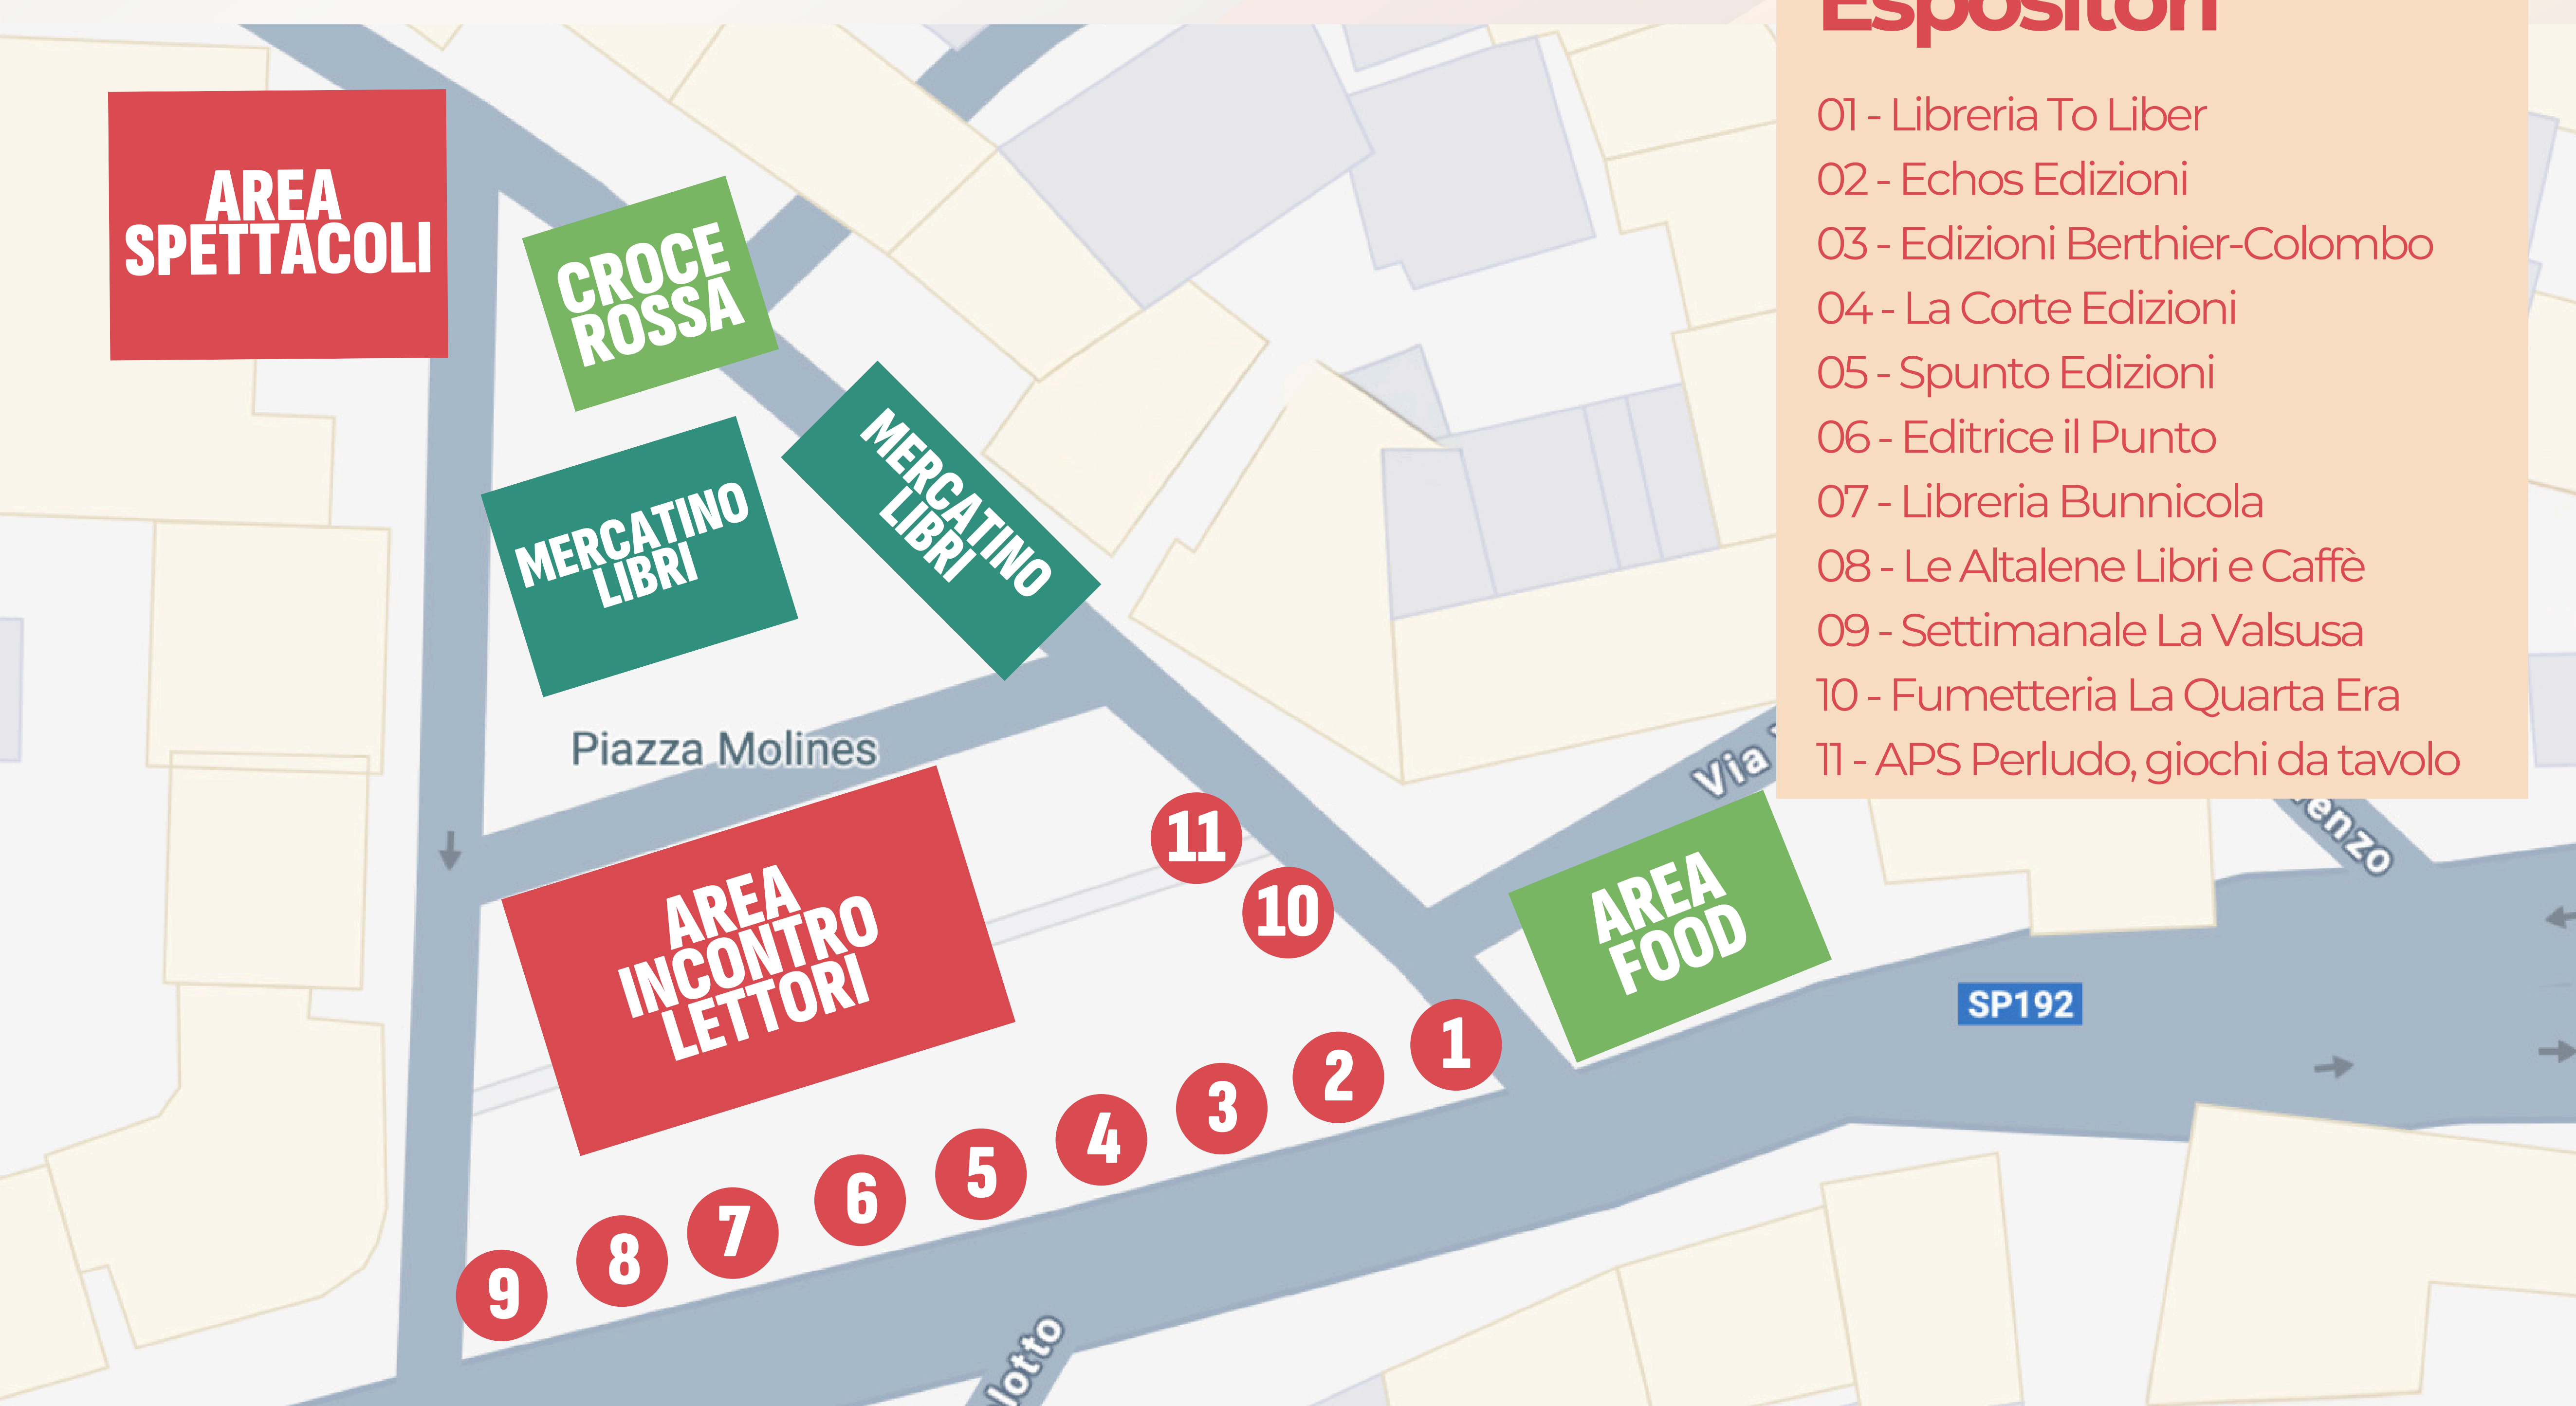 Espositori
01 - Libreria To Liber
02 - Echos Edizioni
03 - Edizioni Berthier-Colombo
04 - La Corte Edizioni
05 - Spunto Edizioni
06 - Editrice il Punto
07 - Libreria Bunnicola
08 - Le Altalene Libri e Caffè
09 - Settimanale La Valsusa
10 - Fumetteria La Quarta Era
11 - APS Perludo, giochi da tavolo
AREA
SPETTACOLI
CROCE
ROSSA
MERCATINO
LIBRI
MERCATINO
LIBRI
Piazza Molines
AREA
INCONTRO
LETTORI
11
10
Via
AREA
FOOD
enzo
SP192
1
2
3
4
5
6
7
8
9
lotto